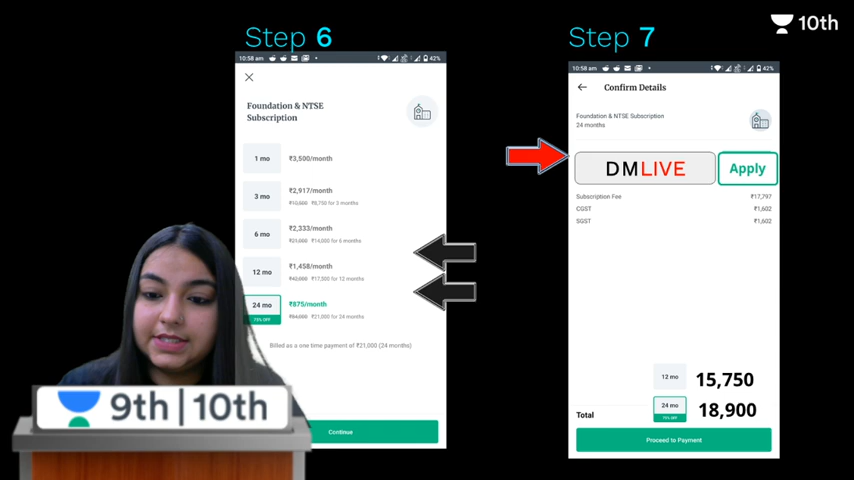 Step 6
Step 7
10th
10:58 am
42%
Foundation & NTSE
Subscription
1 mo
₹3,500/month
3 mo
₹2,917/month
₹10,500 ₹8,750 for 3 months
6 mo
₹2,333/month
₹21,000 ₹14,000 for 6 months
12 mo
₹1,458/month
₹42,000 ₹17,500 for 12 months
24 mo
75% OFF
₹875/month
₹84,000 ₹21,000 for 24 months
Billed as a one time payment of ₹21,000 (24 months)
Continue
10:58 am
42%
Confirm Details
Foundation & NTSE Subscription
24 months
DMLIVE
Apply
Subscription Fee ₹17,797
CGST ₹1,602
SGST ₹1,602
12 mo 15,750
24 mo 18,900
75% OFF
Total
Proceed to Payment
9th|10th